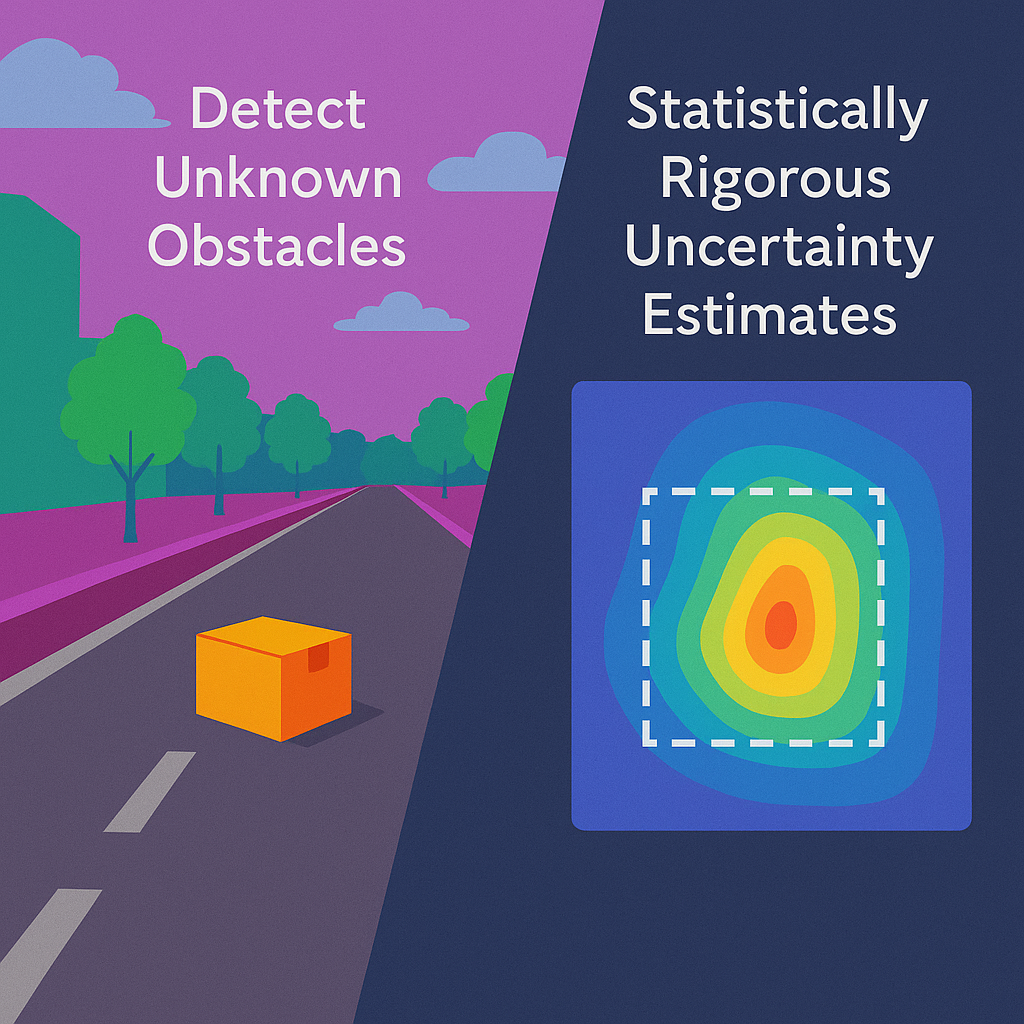 Detect
Unknown
Obstacles
Statistically
Rigorous
Uncertainty
Estimates